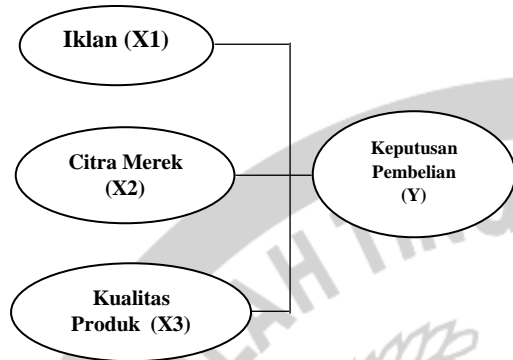 Iklan (X1)
Citra Merek
(X2)
Keputusan
Pembelian
(Y)
Kualitas
Produk (X3)